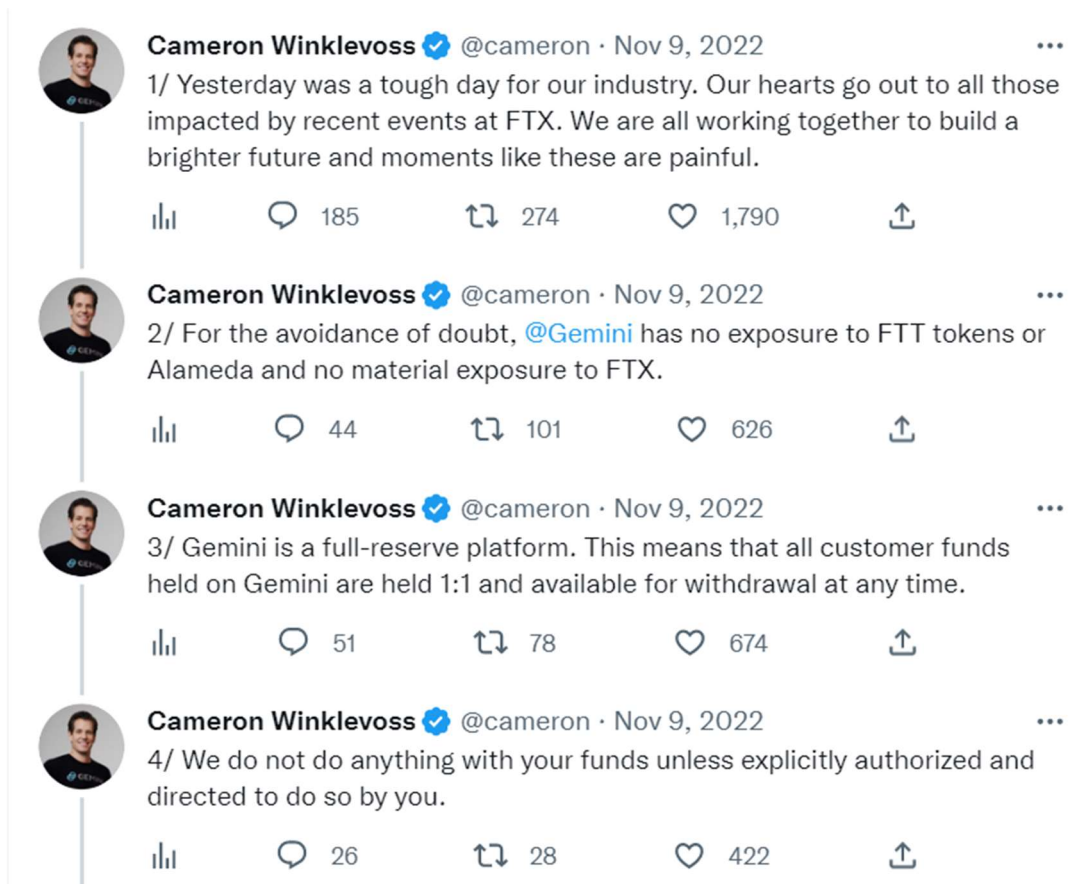 Cameron Winklevoss @cameron · Nov 9, 2022
1/ Yesterday was a tough day for our industry. Our hearts go out to all those
impacted by recent events at FTX. We are all working together to build a
brighter future and moments like these are painful.
185 274 1,790
Cameron Winklevoss @cameron · Nov 9, 2022
2/ For the avoidance of doubt, @Gemini has no exposure to FTT tokens or
Alameda and no material exposure to FTX.
44 101 626
Cameron Winklevoss @cameron · Nov 9, 2022
3/ Gemini is a full-reserve platform. This means that all customer funds
held on Gemini are held 1:1 and available for withdrawal at any time.
51 78 674
Cameron Winklevoss @cameron · Nov 9, 2022
4/ We do not do anything with your funds unless explicitly authorized and
directed to do so by you.
26 28 422